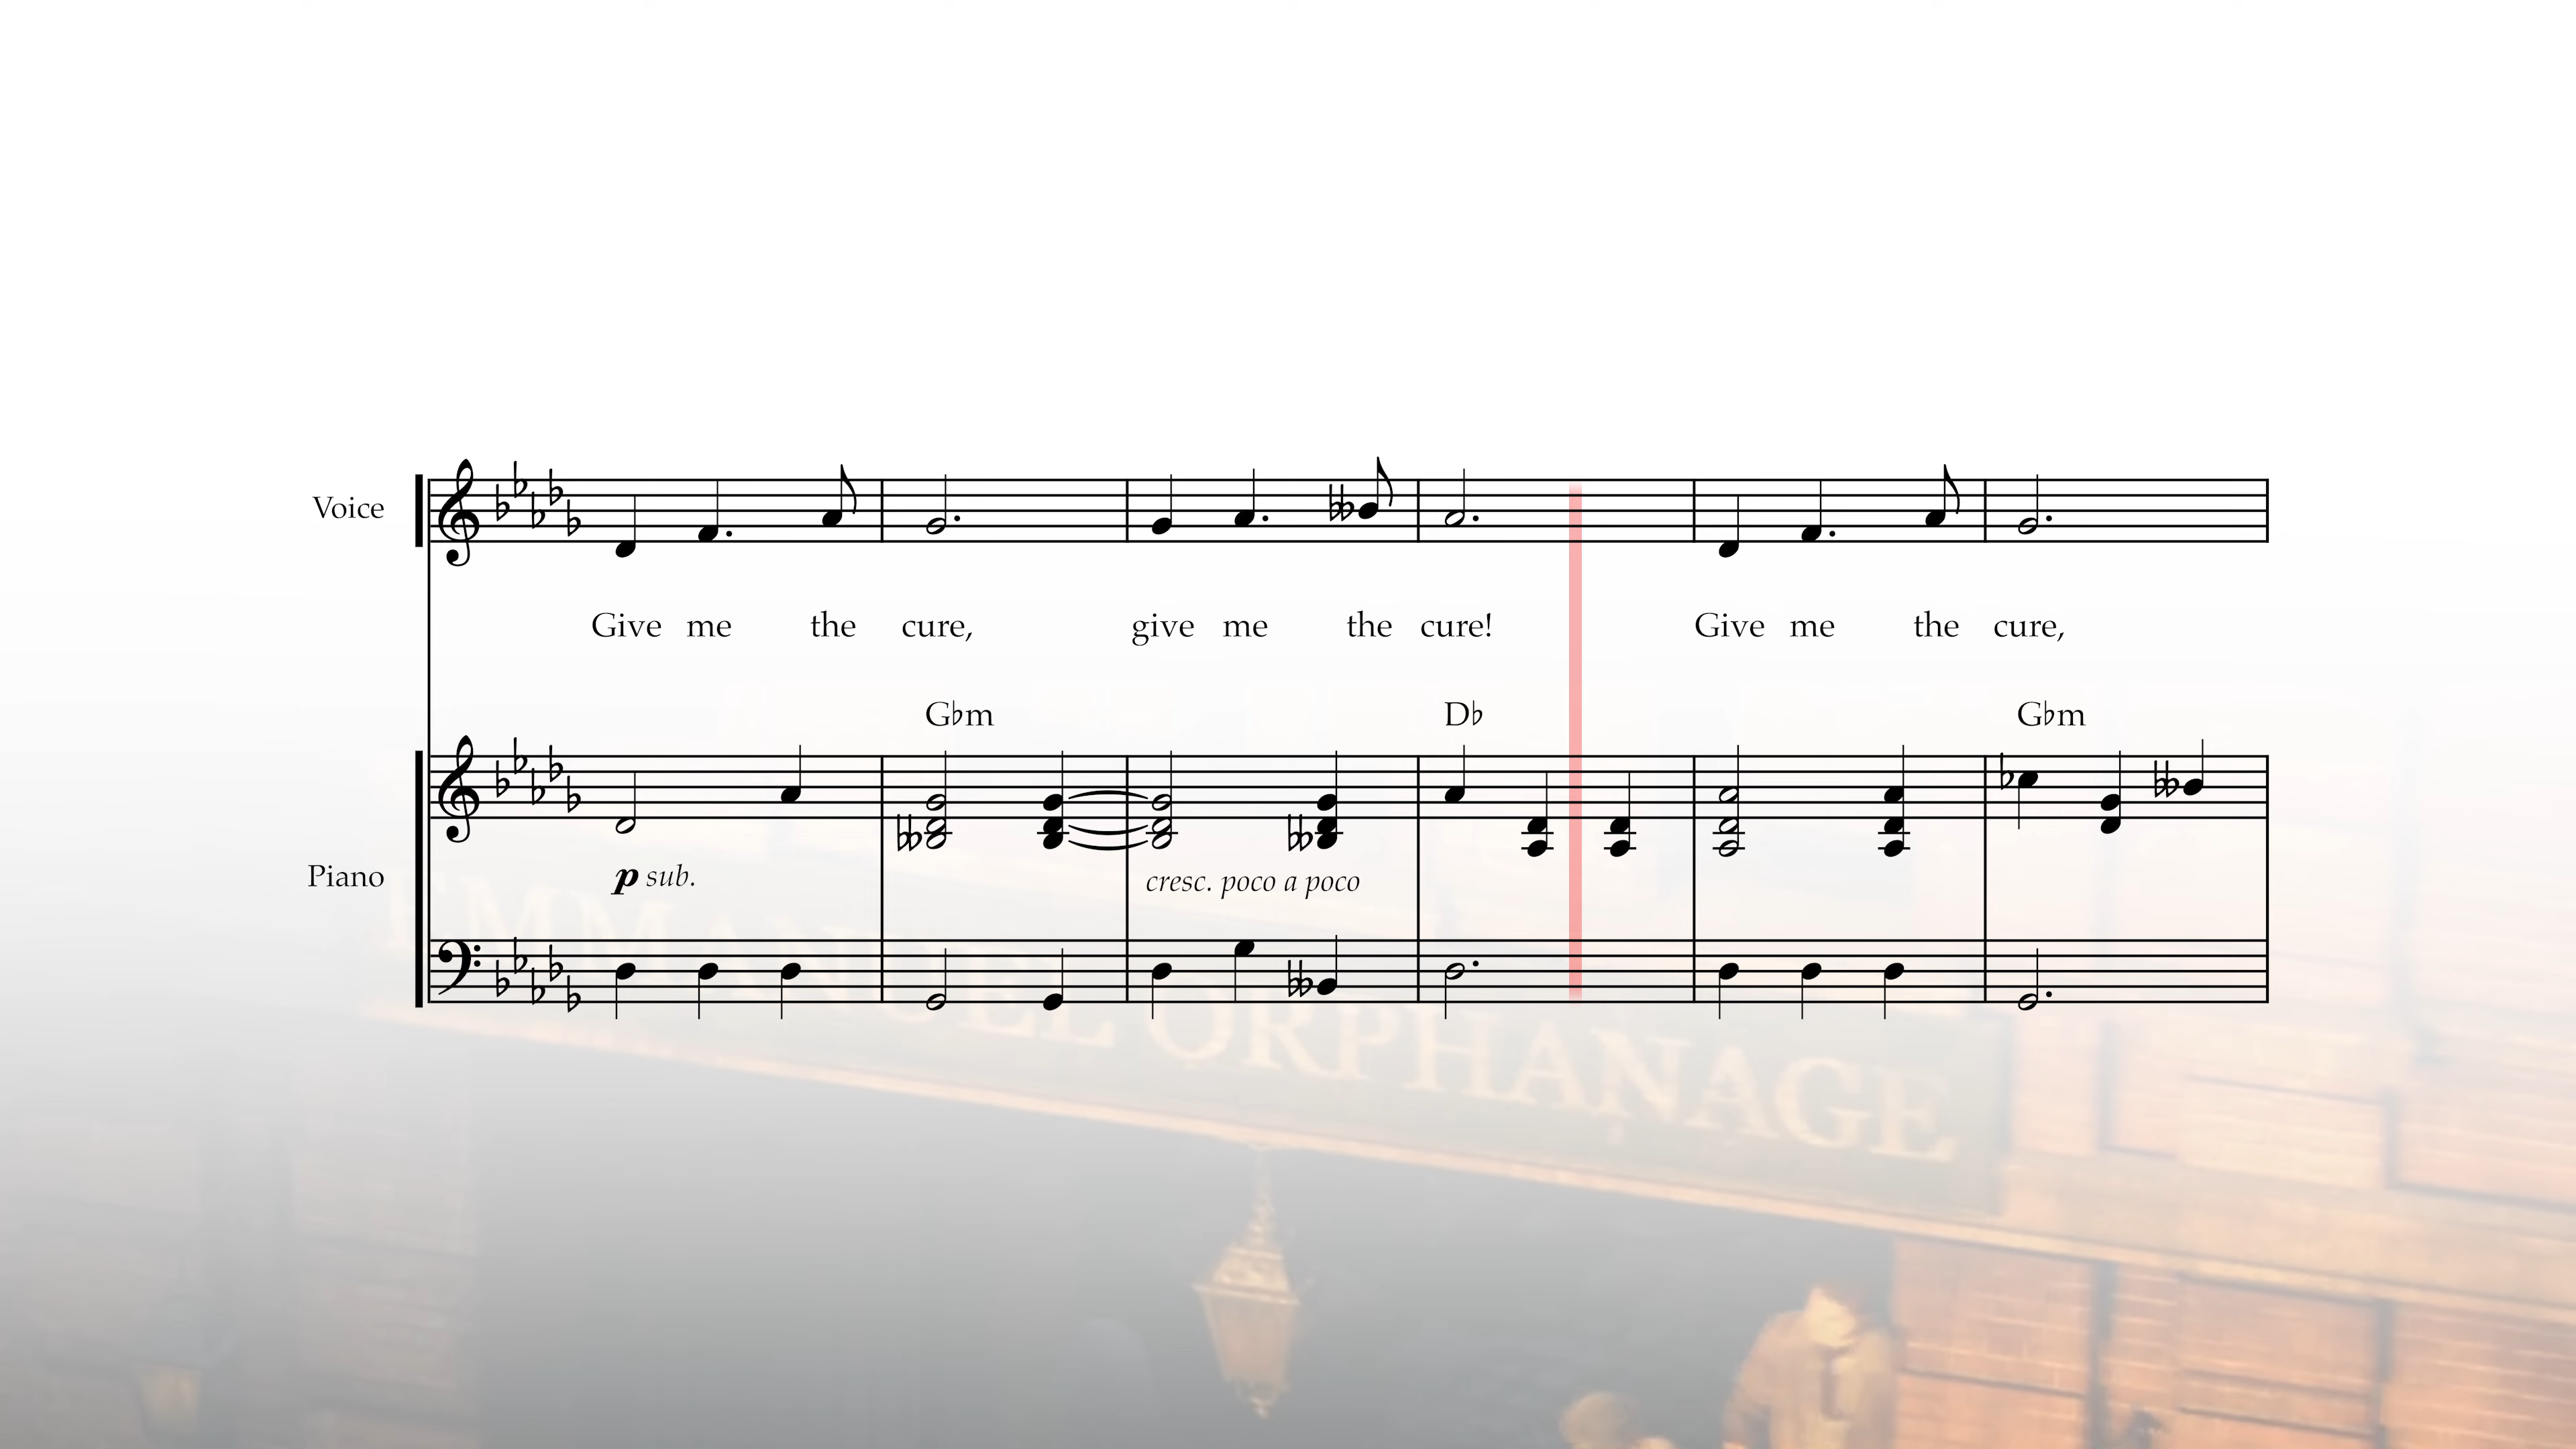 Voice
Give me the cure, give me the cure! Give me the cure,
G♭m D♭ G♭m
Piano
p sub. cresc. poco a poco
EMMANUEL ORPHANAGE